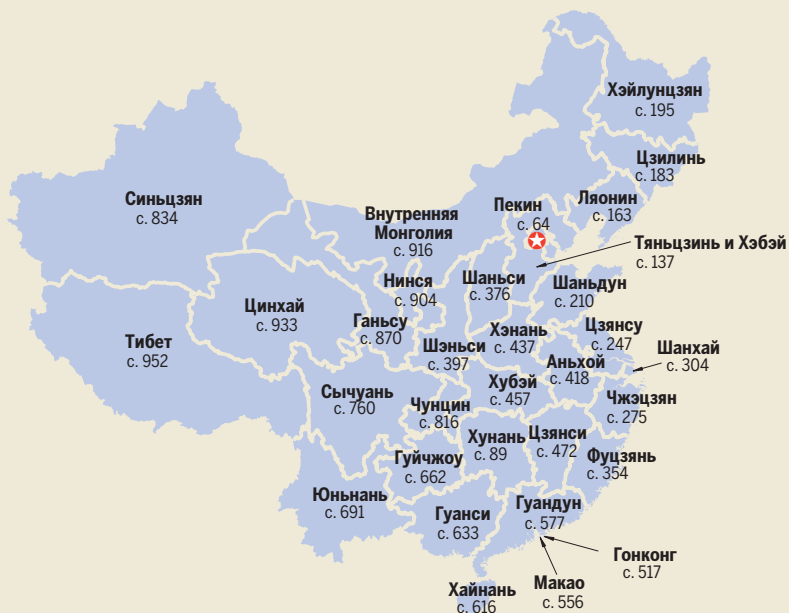 Хэйлунцзян
с. 195
Цзилинь
с. 183
Ляонин
с. 163
Пекин
с. 64
Тяньцзинь и Хэбэй
с. 137
Синьцзян
с. 834
Внутренняя
Монголия
с. 916
Нинся
с. 904
Шаньси
с. 376
Шаньдун
с. 210
Цинхай
с. 933
Ганьсу
с. 870
Тибет
с. 952
Шэньси
с. 397
Хэнань
с. 437
Цзянсу
с. 247
Шанхай
с. 304
Аньхой
с. 418
Сычуань
с. 760
Чунцин
с. 816
Хубэй
с. 457
Чжэцзян
с. 275
Хунань
с. 89
Цзянси
с. 472
Фуцзянь
с. 354
Гуйчжоу
с. 662
Юньнань
с. 691
Гуанси
с. 633
Гуандун
с. 577
Гонконг
с. 517
Макао
с. 556
Хайнань
с. 616